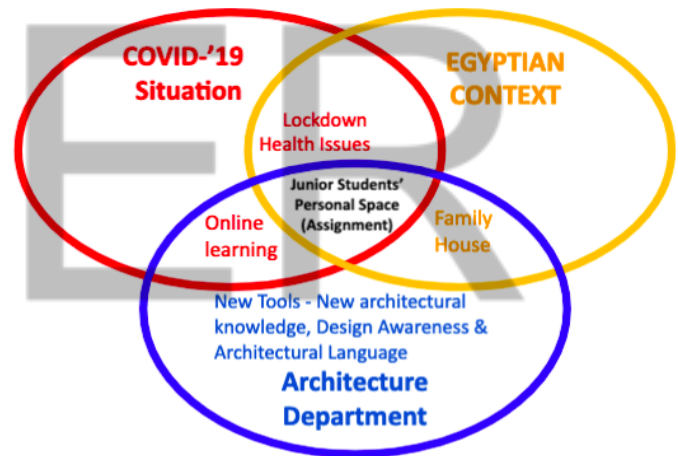 COVID-'19
Situation
EGYPTIAN
CONTEXT
Lockdown
Health Issues
Junior Students'
Personal Space
(Assignment)
Online
learning
Family
House
New Tools - New architectural
knowledge, Design Awareness &
Architectural Language
Architecture
Department
ER